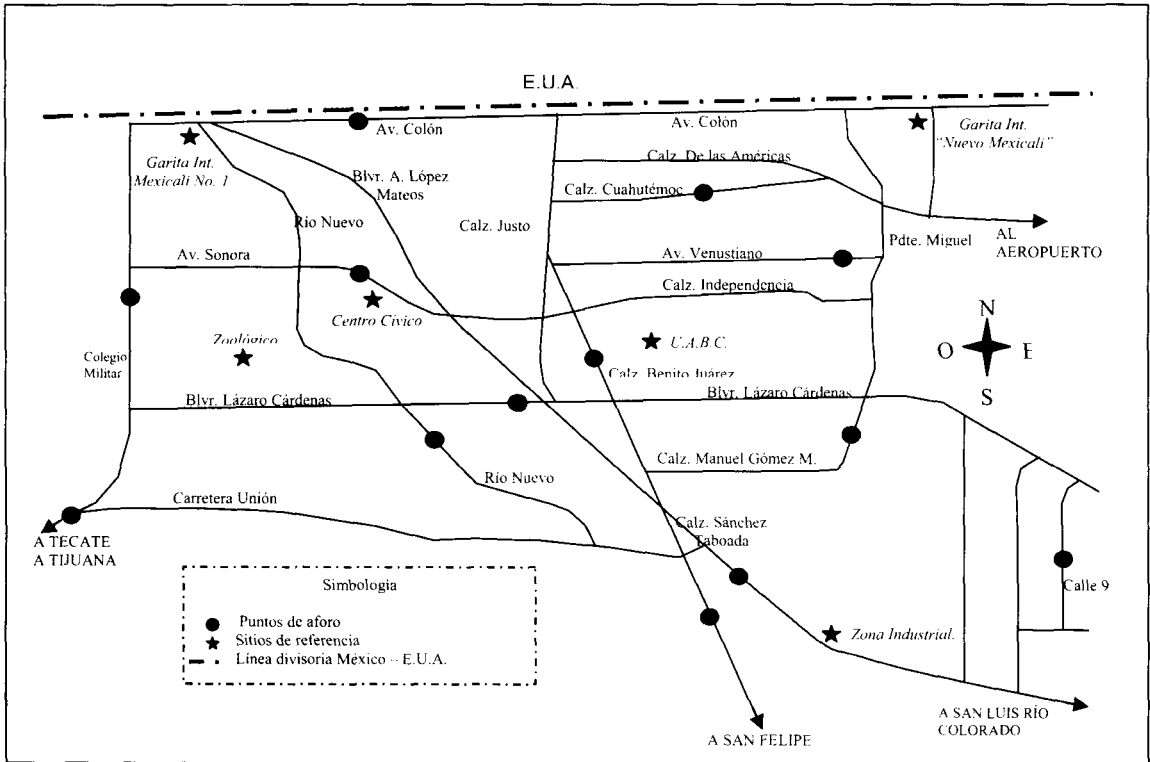 E.U.A.
Av. Colón
Av. Colón
Garita Int.
"Nuevo Mexicali"
Garita Int.
Mexicali No. 1
Blvr. A. López
Mateos
Calz. De las Américas
Calz. Cuahutémoc
Río Nuevo
Calz. Justo
Pdte. Miguel
AL
AEROPUERTO
Av. Sonora
Av. Venustiano
Calz. Independencia
Centro Cívico
Zoológico
U.A.B.C.
N
O
E
S
Colegio
Militar
Calz. Benito Juárez
Blvr. Lázaro Cárdenas
Blvr. Lázaro Cárdenas
Calz. Manuel Gómez M.
Río Nuevo
Carretera Unión
Calz. Sánchez
Taboada
A TECATE
A TIJUANA
Calle 9
Simbología
Puntos de aforo
Sitios de referencia
Línea divisoria México – E.U.A.
Zona Industrial.
A SAN FELIPE
A SAN LUIS RÍO
COLORADO